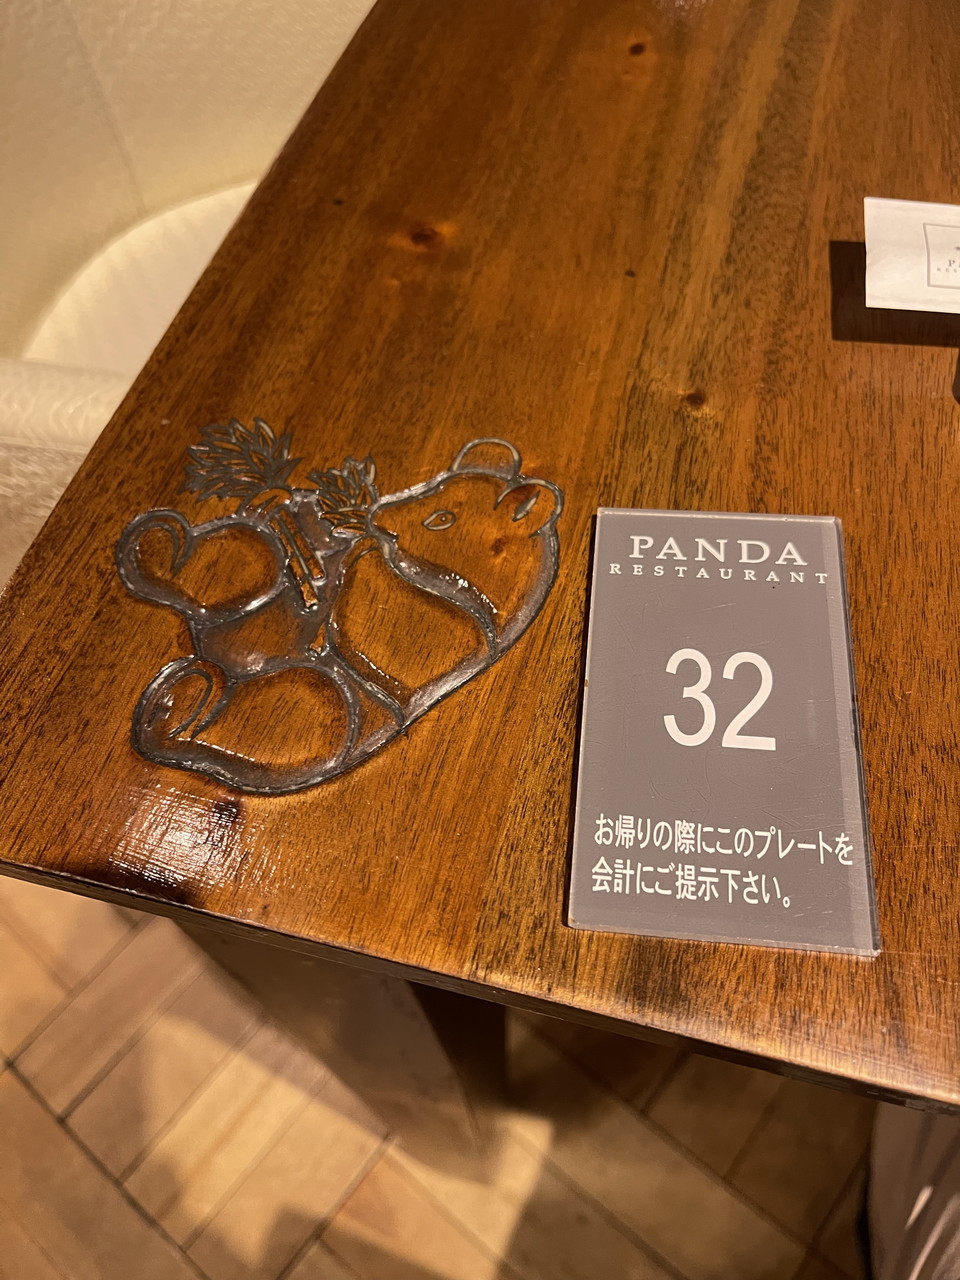 PANDA
RESTAURANT
32
お帰りの際にこのプレートを
会計にご提示下さい。